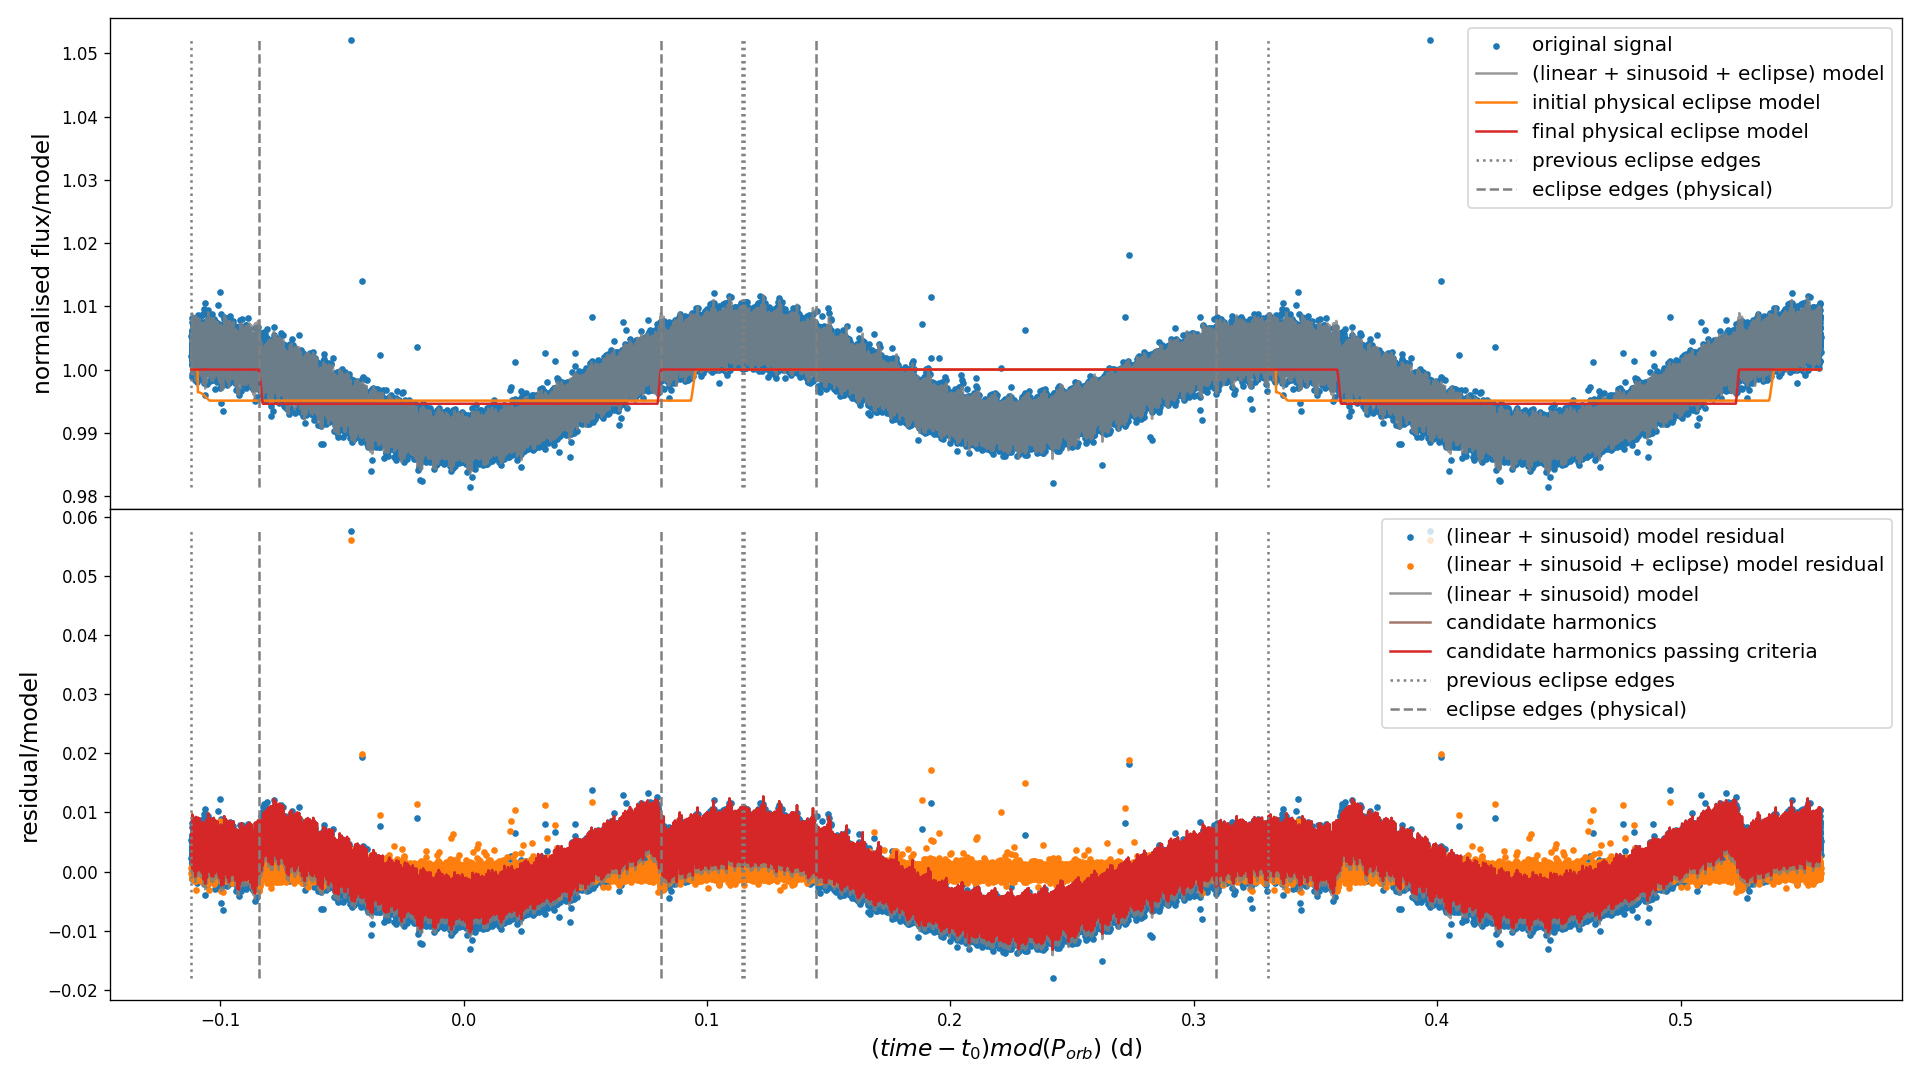 normalised flux/model
1.05
1.04
1.03
1.02
1.01
1.00
0.99
0.98
original signal
(linear + sinusoid + eclipse) model
initial physical eclipse model
final physical eclipse model
previous eclipse edges
eclipse edges (physical)
residual/model
0.06
0.05
0.04
0.03
0.02
0.01
0.00
−0.01
−0.02
(linear + sinusoid) model residual
(linear + sinusoid + eclipse) model residual
(linear + sinusoid) model
candidate harmonics
candidate harmonics passing criteria
previous eclipse edges
eclipse edges (physical)
−0.1 0.0 0.1 0.2 0.3 0.4 0.5
(time − t₀)mod(P_orb) (d)